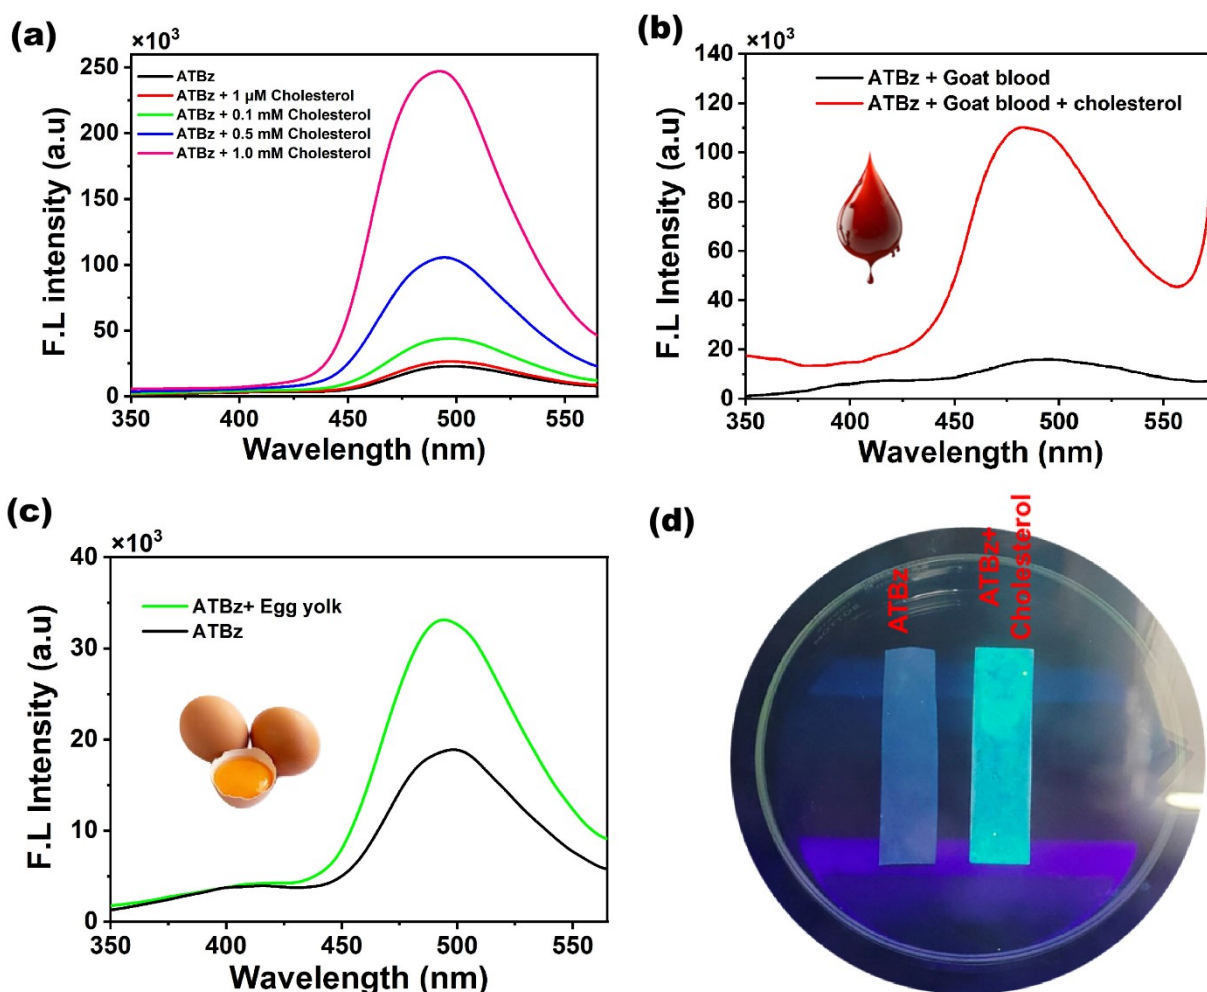 (a)
×10³
250
200
150
100
50
0
F.L intensity (a.u)
ATBz
ATBz + 1 µM Cholesterol
ATBz + 0.1 mM Cholesterol
ATBz + 0.5 mM Cholesterol
ATBz + 1.0 mM Cholesterol
350 400 450 500 550
Wavelength (nm)
(b)
×10³
140
120
100
80
60
40
20
0
F.L Intensity (a.u)
ATBz + Goat blood
ATBz + Goat blood + cholesterol
350 400 450 500 550
Wavelength (nm)
(c)
×10³
40
30
20
10
0
F.L Intensity (a.u)
ATBz+ Egg yolk
ATBz
350 400 450 500 550
Wavelength (nm)
(d)
ATBz
ATBz+
Cholesterol